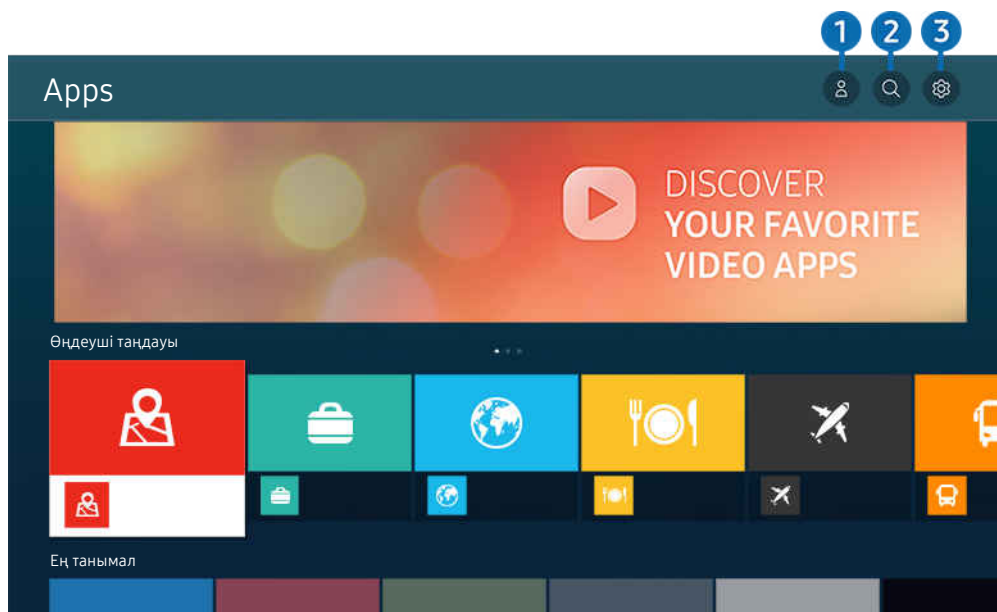 1 2 3
Apps
DISCOVER
YOUR FAVORITE
VIDEO APPS
Өңдеуші таңдауы
Ең танымал